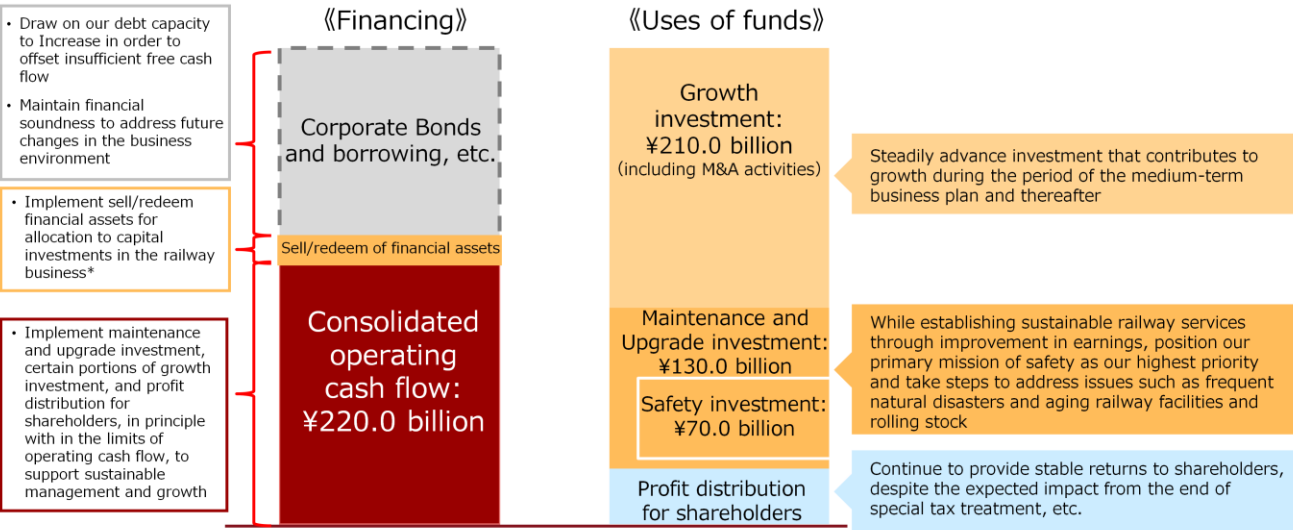 • Draw on our debt capacity
to Increase in order to
offset insufficient free cash
flow
• Maintain financial
soundness to address future
changes in the business
environment
• Implement sell/redeem
financial assets for
allocation to capital
investments in the railway
business*
• Implement maintenance
and upgrade investment,
certain portions of growth
investment, and profit
distribution for
shareholders, in principle
with in the limits of
operating cash flow, to
support sustainable
management and growth
《Financing》
Corporate Bonds
and borrowing, etc.
Sell/redeem of financial assets
Consolidated
operating
cash flow:
¥220.0 billion
《Uses of funds》
Growth
investment:
¥210.0 billion
(including M&A activities)
Maintenance and
Upgrade investment:
¥130.0 billion
Safety investment:
¥70.0 billion
Profit distribution
for shareholders
Steadily advance investment that contributes to
growth during the period of the medium-term
business plan and thereafter
While establishing sustainable railway services
through improvement in earnings, position our
primary mission of safety as our highest priority
and take steps to address issues such as frequent
natural disasters and aging railway facilities and
rolling stock
Continue to provide stable returns to shareholders,
despite the expected impact from the end of
special tax treatment, etc.